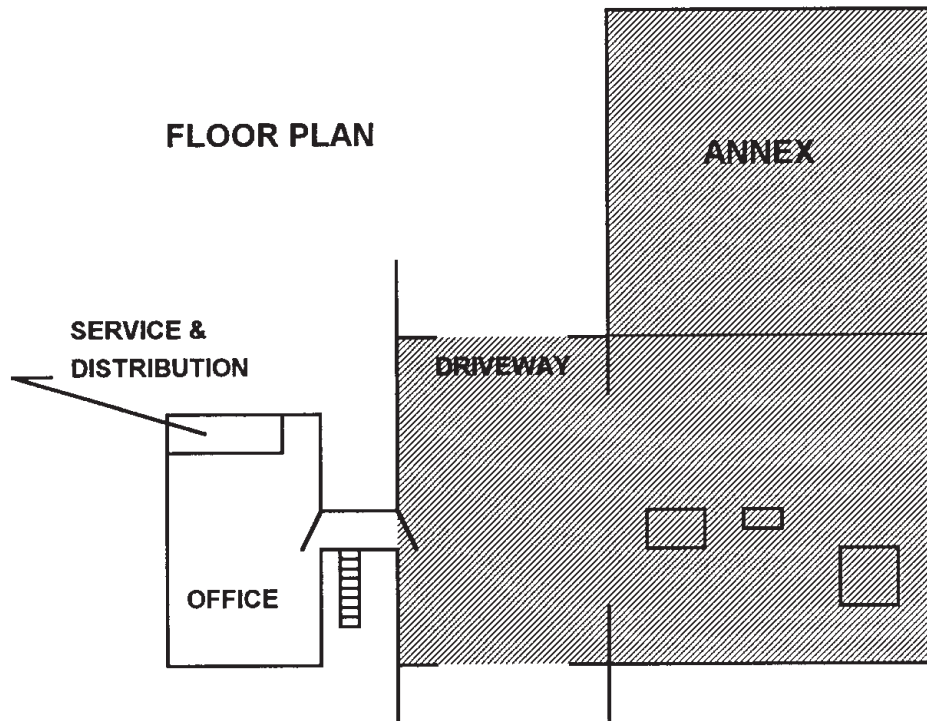 FLOOR PLAN
ANNEX
SERVICE &
DISTRIBUTION
DRIVEWAY
OFFICE